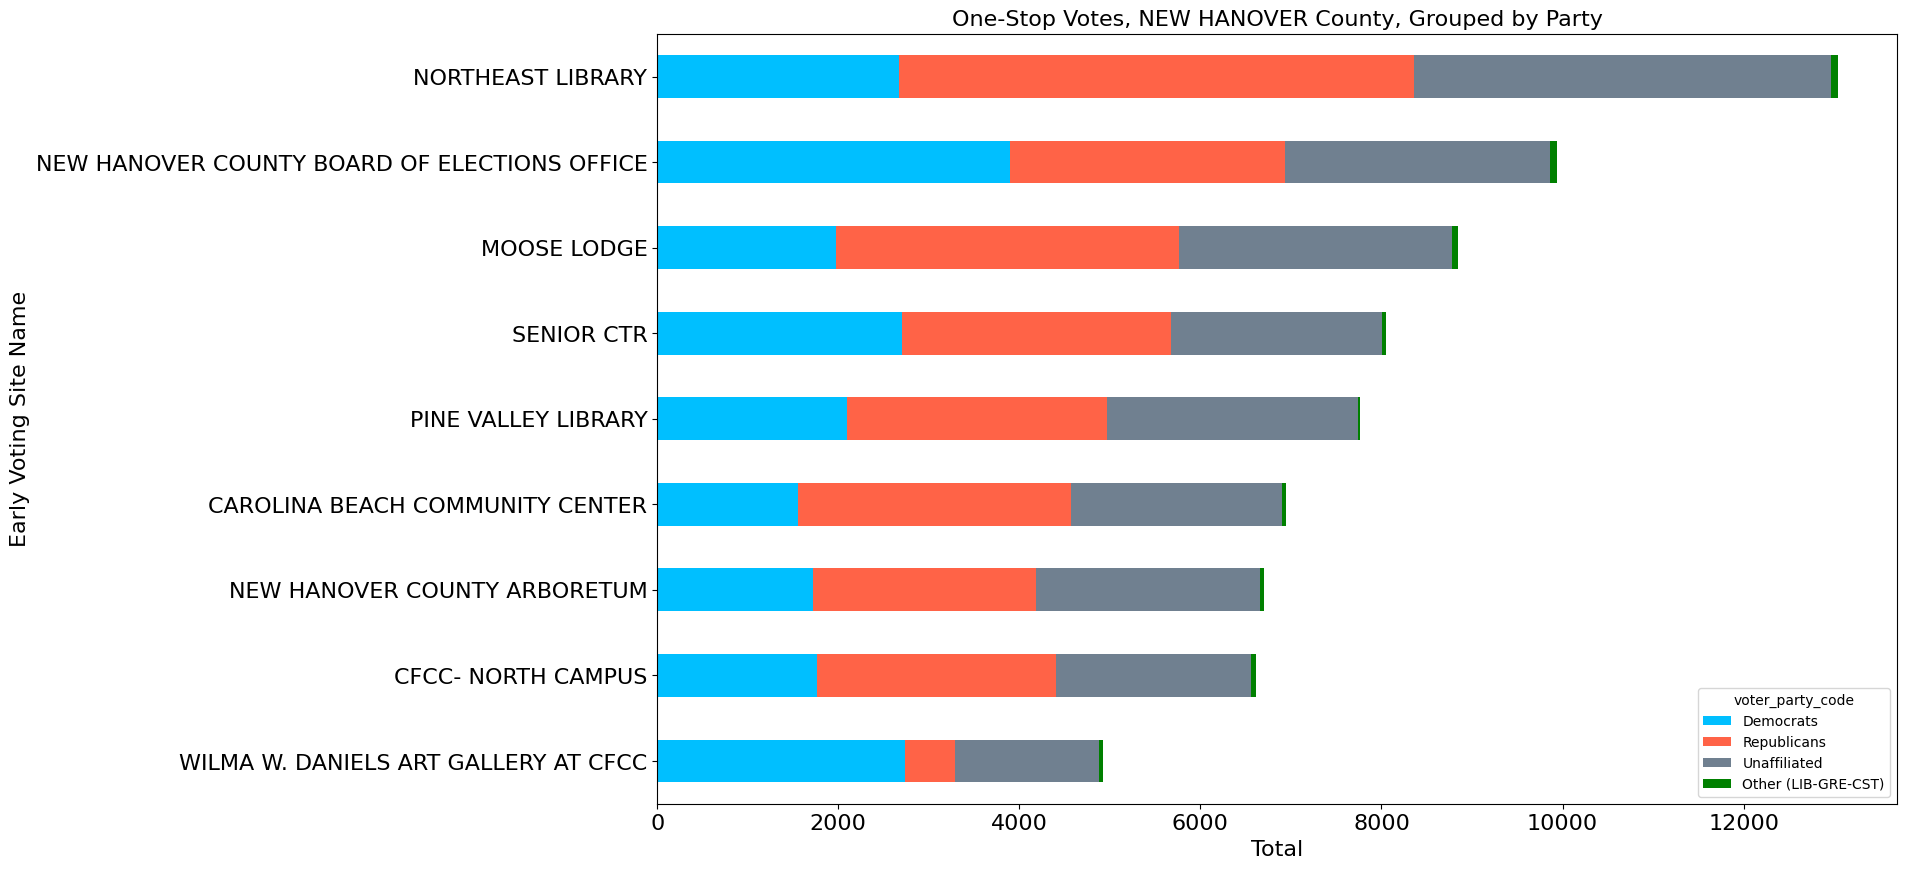 One-Stop Votes, NEW HANOVER County, Grouped by Party
Early Voting Site Name
NORTHEAST LIBRARY
NEW HANOVER COUNTY BOARD OF ELECTIONS OFFICE
MOOSE LODGE
SENIOR CTR
PINE VALLEY LIBRARY
CAROLINA BEACH COMMUNITY CENTER
NEW HANOVER COUNTY ARBORETUM
CFCC- NORTH CAMPUS
WILMA W. DANIELS ART GALLERY AT CFCC
voter_party_code
Democrats
Republicans
Unaffiliated
Other (LIB-GRE-CST)
0 2000 4000 6000 8000 10000 12000
Total